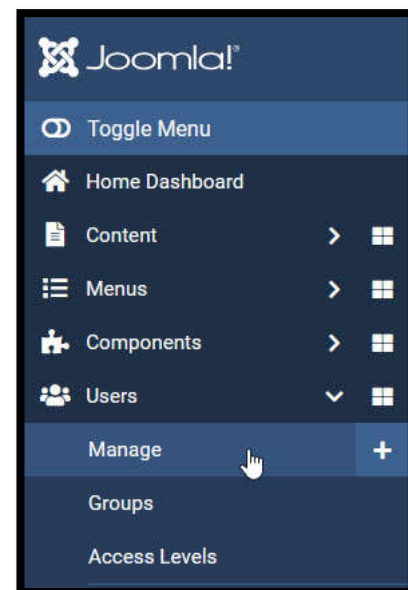 Joomla!®
Toggle Menu
Home Dashboard
Content
Menus
Components
Users
Manage
Groups
Access Levels